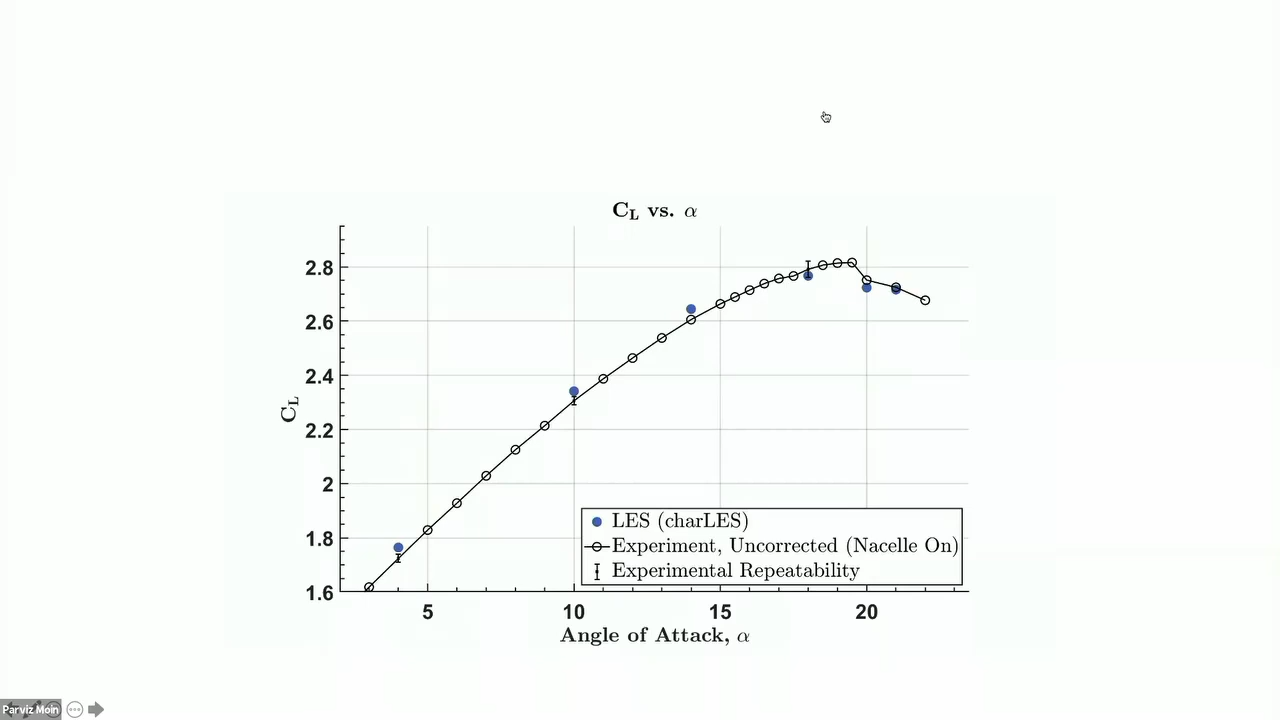 C_L vs. α
2.8
2.6
2.4
2.2
2
1.8
1.6
C_L
5 10 15 20
Angle of Attack, α
LES (charLES)
Experiment, Uncorrected (Nacelle On)
Experimental Repeatability
Parviz Moin